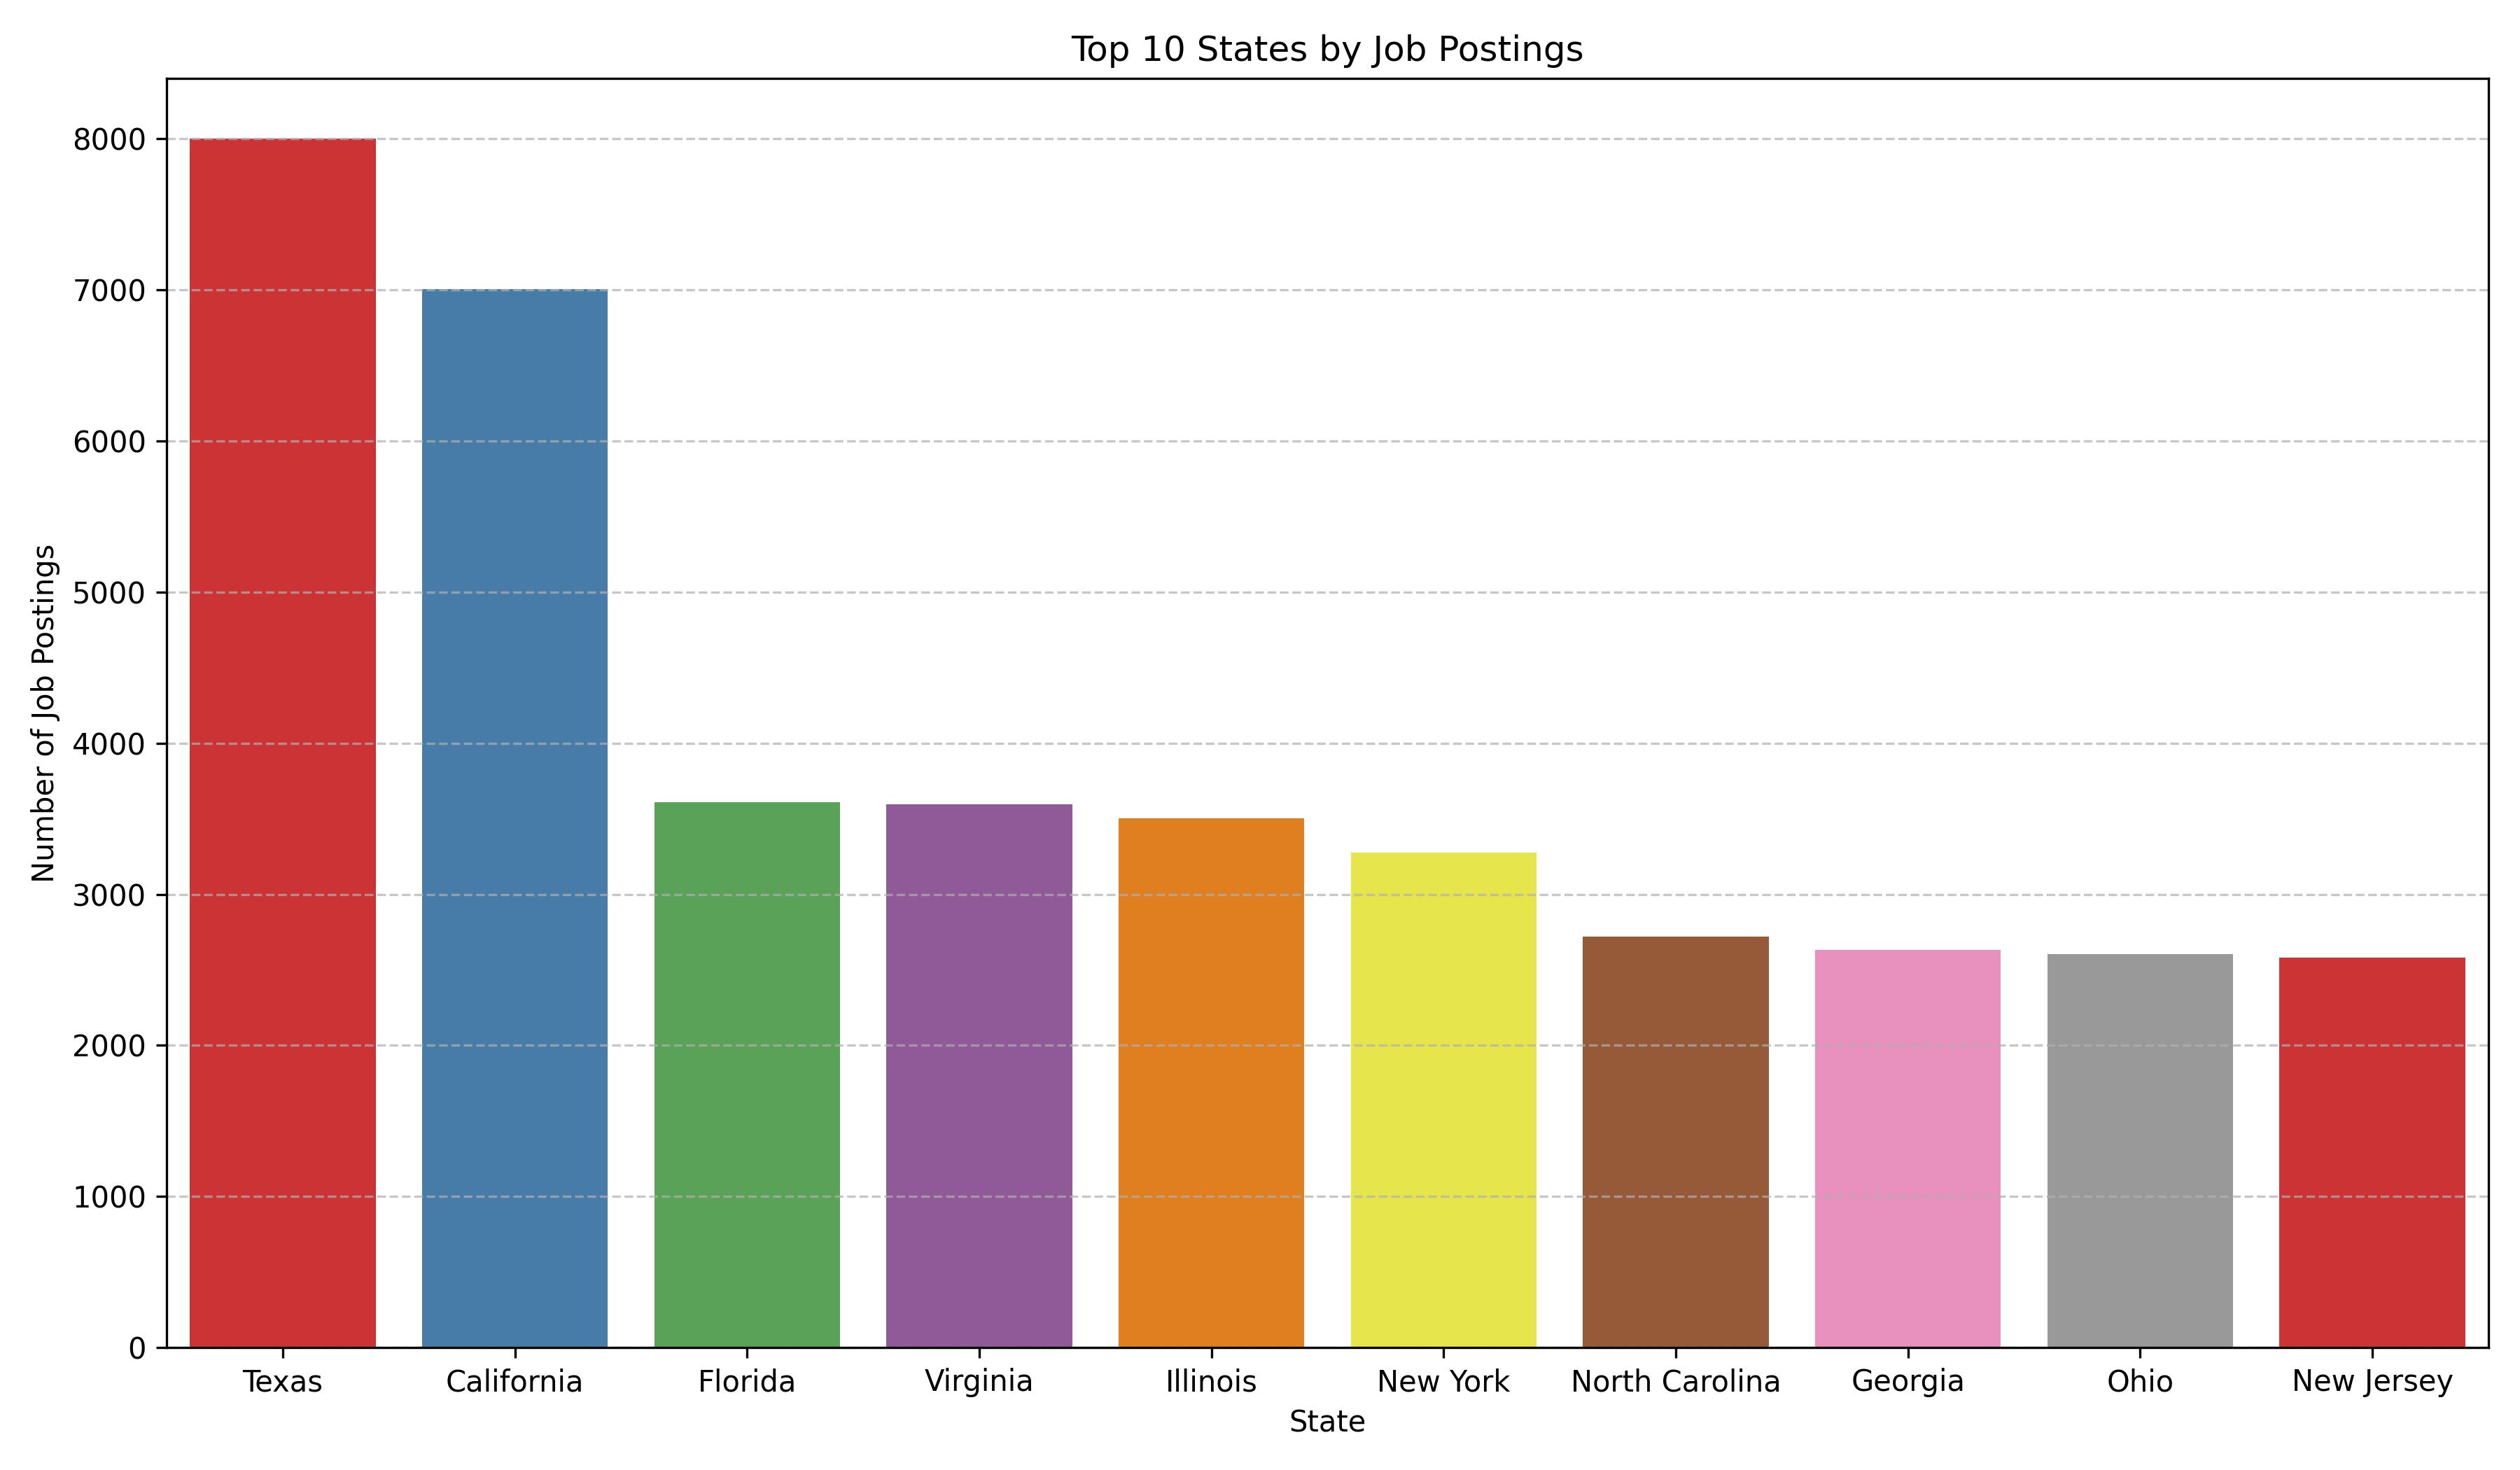 Top 10 States by Job Postings
Number of Job Postings
8000
7000
6000
5000
4000
3000
2000
1000
0
Texas California Florida Virginia Illinois New York North Carolina Georgia Ohio New Jersey
State